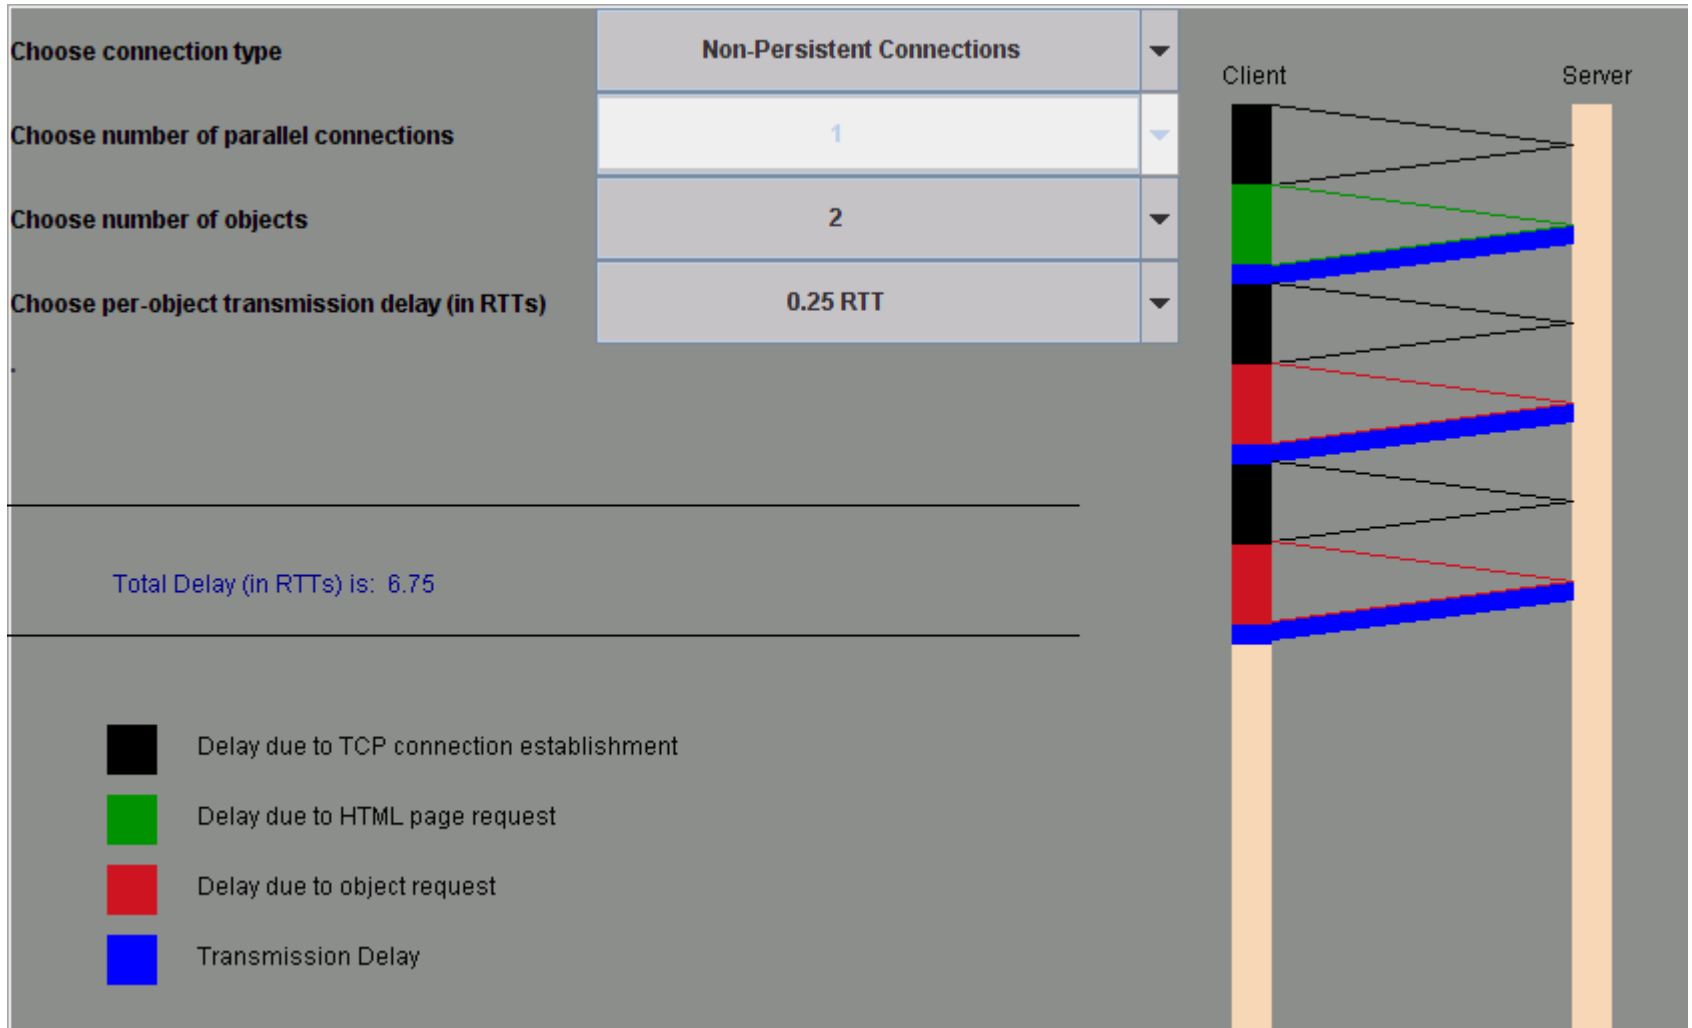 Choose connection type
Non-Persistent Connections
Client
Server
Choose number of parallel connections
1
Choose number of objects
2
Choose per-object transmission delay (in RTTs)
0.25 RTT
.
Total Delay (in RTTs) is: 6.75
Delay due to TCP connection establishment
Delay due to HTML page request
Delay due to object request
Transmission Delay